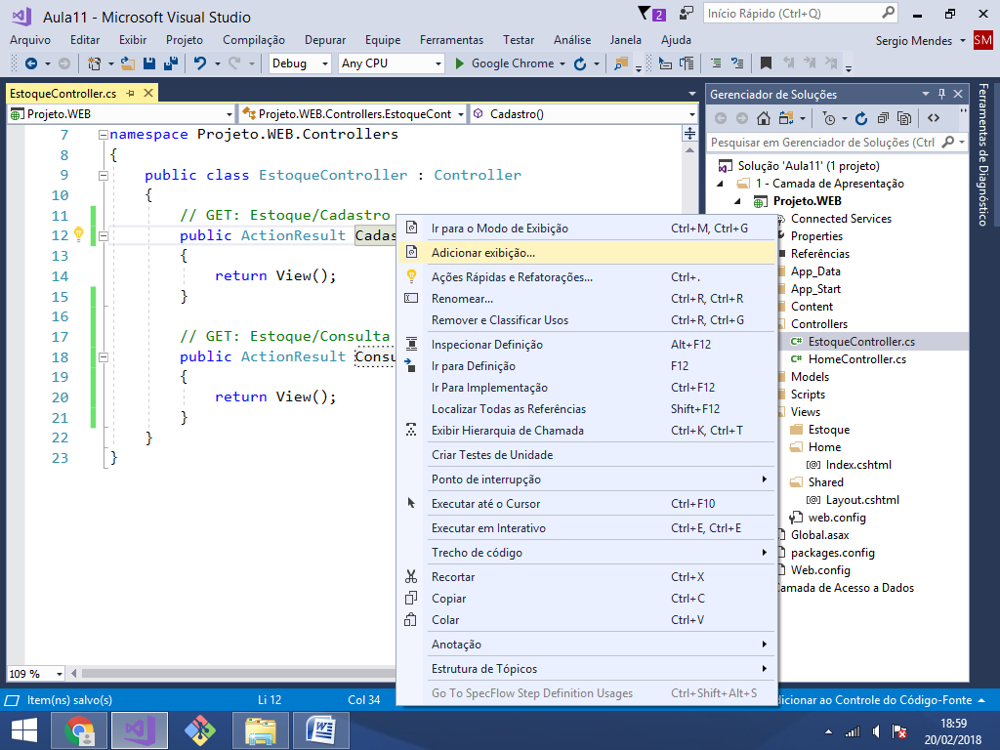 Aula11 - Microsoft Visual Studio
2
Início Rápido (Ctrl+Q)
Arquivo Editar Exibir Projeto Compilação Depurar Equipe Ferramentas Testar Análise Janela Ajuda
Sergio Mendes
SM
Debug Any CPU Google Chrome
EstoqueController.cs
Projeto.WEB
Projeto.WEB.Controllers.EstoqueCont
Cadastro()
7 namespace Projeto.WEB.Controllers
8 {
9 public class EstoqueController : Controller
10 {
11 // GET: Estoque/Cadastro
12 public ActionResult Cadas
13 {
14 return View();
15 }
16
17 // GET: Estoque/Consulta
18 public ActionResult Consu
19 {
20 return View();
21 }
22 }
23 }
109 %
Ir para o Modo de Exibição Ctrl+M, Ctrl+G
Adicionar exibição...
Ações Rápidas e Refatorações... Ctrl+.
Renomear... Ctrl+R, Ctrl+R
Remover e Classificar Usos Ctrl+R, Ctrl+G
Inspecionar Definição Alt+F12
Ir para Definição F12
Ir Para Implementação Ctrl+F12
Localizar Todas as Referências Shift+F12
Exibir Hierarquia de Chamada Ctrl+K, Ctrl+T
Criar Testes de Unidade
Ponto de interrupção
Executar até o Cursor Ctrl+F10
Executar em Interativo Ctrl+E, Ctrl+E
Trecho de código
Recortar Ctrl+X
Copiar Ctrl+C
Colar Ctrl+V
Anotação
Estrutura de Tópicos
Go To SpecFlow Step Definition Usages Ctrl+Shift+Alt+S
Gerenciador de Soluções
Pesquisar em Gerenciador de Soluções (Ctrl
Solução 'Aula11' (1 projeto)
1 - Camada de Apresentação
Projeto.WEB
Connected Services
Properties
Referências
App_Data
App_Start
Content
Controllers
C# EstoqueController.cs
C# HomeController.cs
Models
Scripts
Views
Estoque
Home
[@] Index.cshtml
Shared
[@] Layout.cshtml
web.config
Global.asax
packages.config
Web.config
amada de Acesso a Dados
Ferramentas de Diagnóstico
Item(ns) salvo(s) Li 12 Col 34
dicionar ao Controle do Código-Fonte
18:59
20/02/2018